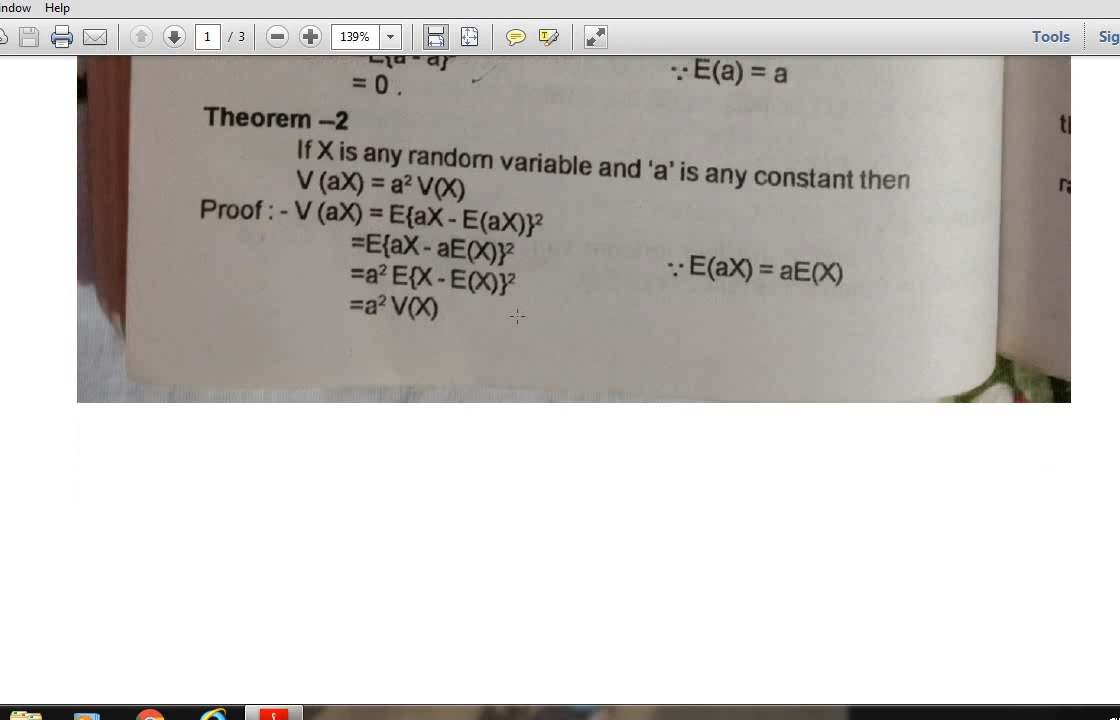 indow Help
1 / 3 139% Tools Sig
= 0 . ∵ E(a) = a
Theorem –2
If X is any random variable and 'a' is any constant then
V (aX) = a² V(X)
Proof : - V (aX) = E{aX - E(aX)}²
=E{aX - aE(X)}²
=a² E{X - E(X)}² ∵ E(aX) = aE(X)
=a² V(X)